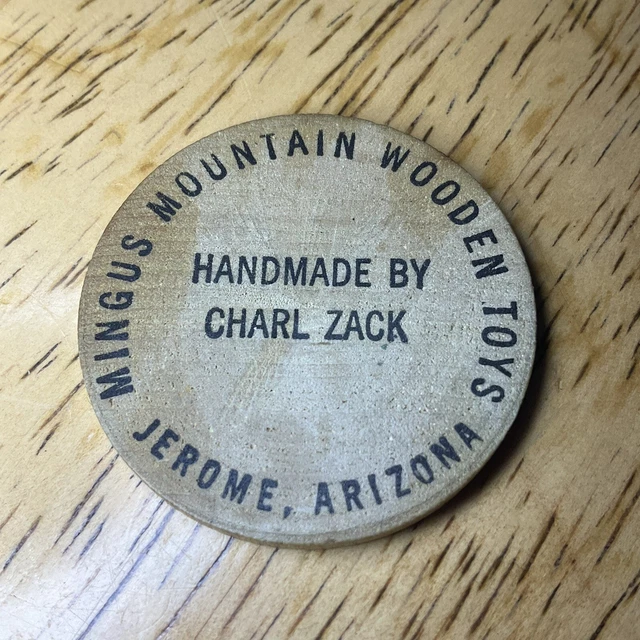 MINGUS MOUNTAIN WOODEN TOYS
HANDMADE BY
CHARL ZACK
JEROME, ARIZONA